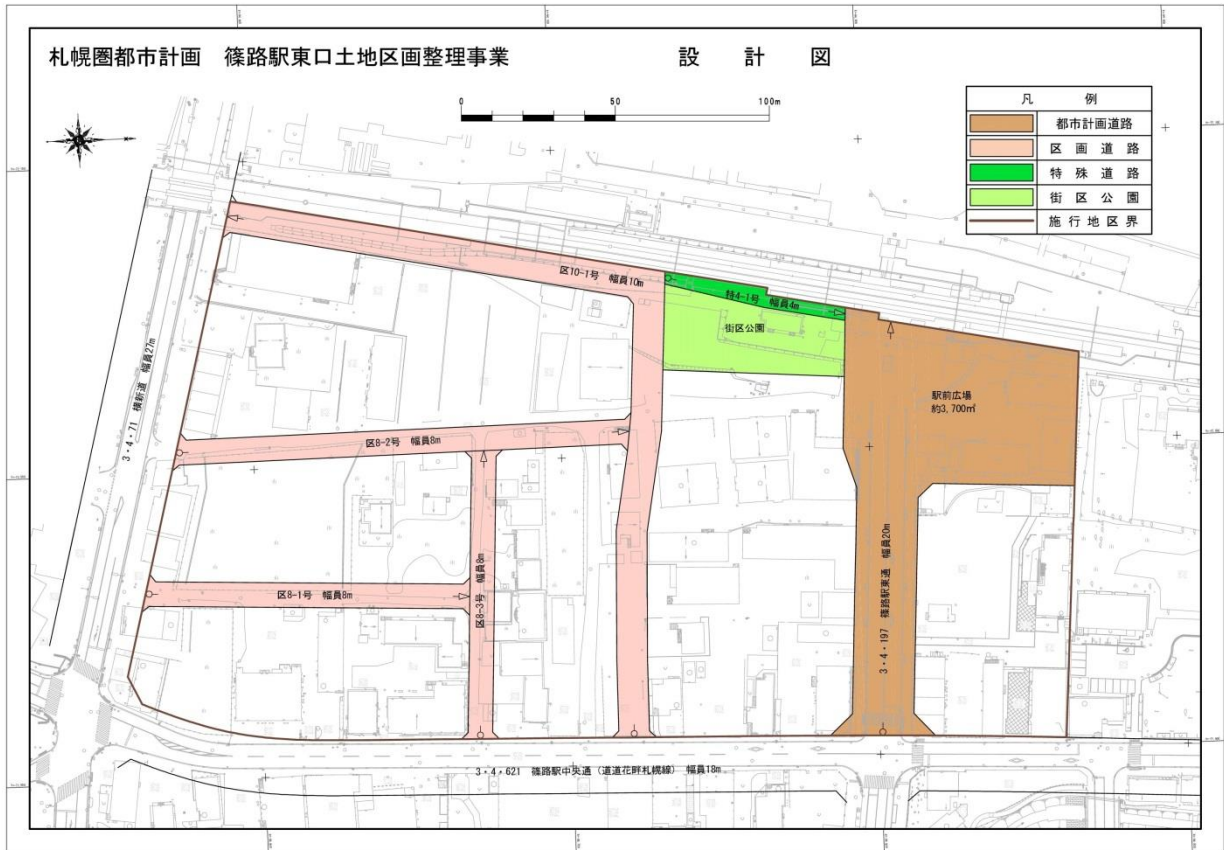 札幌圏都市計画　篠路駅東口土地区画整理事業　設　計　図
0　50　100m
凡　例
都市計画道路
区画道路
特殊道路
街区公園
施行地区界
3・4・71　横新道　幅員27m
区10-1号　幅員10m
特4-1号　幅員4m
街区公園
駅前広場
約3,700㎡
区8-2号　幅員8m
区8-1号　幅員8m
区8-3号　幅員8m
3・4・197　篠路駅東通　幅員20m
3・4・621　篠路駅中央通（道道花畔札幌線）　幅員18m